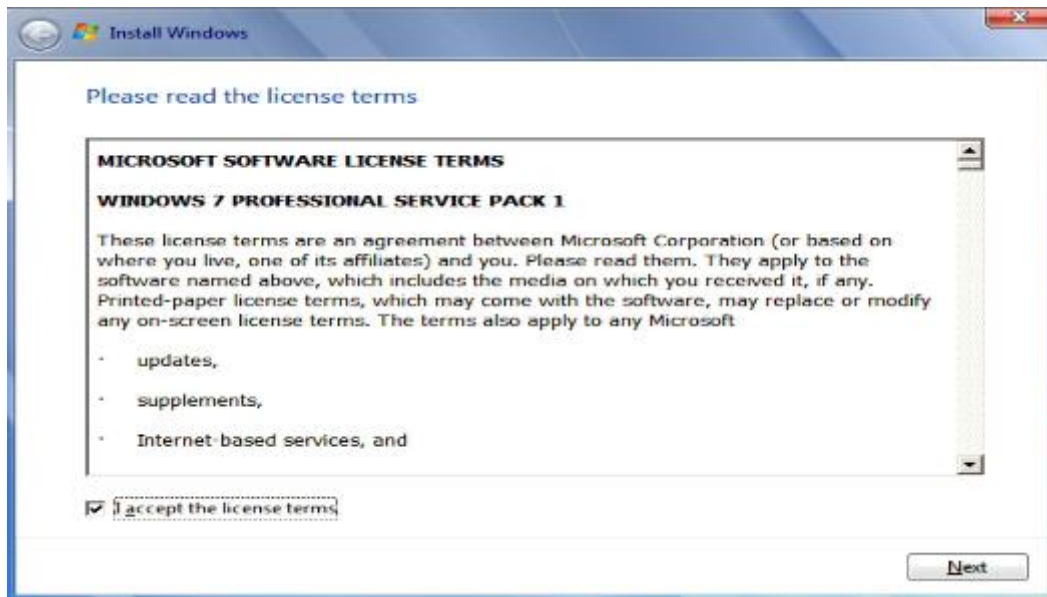 Install Windows
Please read the license terms
MICROSOFT SOFTWARE LICENSE TERMS
WINDOWS 7 PROFESSIONAL SERVICE PACK 1
These license terms are an agreement between Microsoft Corporation (or based on
where you live, one of its affiliates) and you. Please read them. They apply to the
software named above, which includes the media on which you received it, if any.
Printed-paper license terms, which may come with the software, may replace or modify
any on-screen license terms. The terms also apply to any Microsoft
· updates,
· supplements,
· Internet-based services, and
I accept the license terms
Next